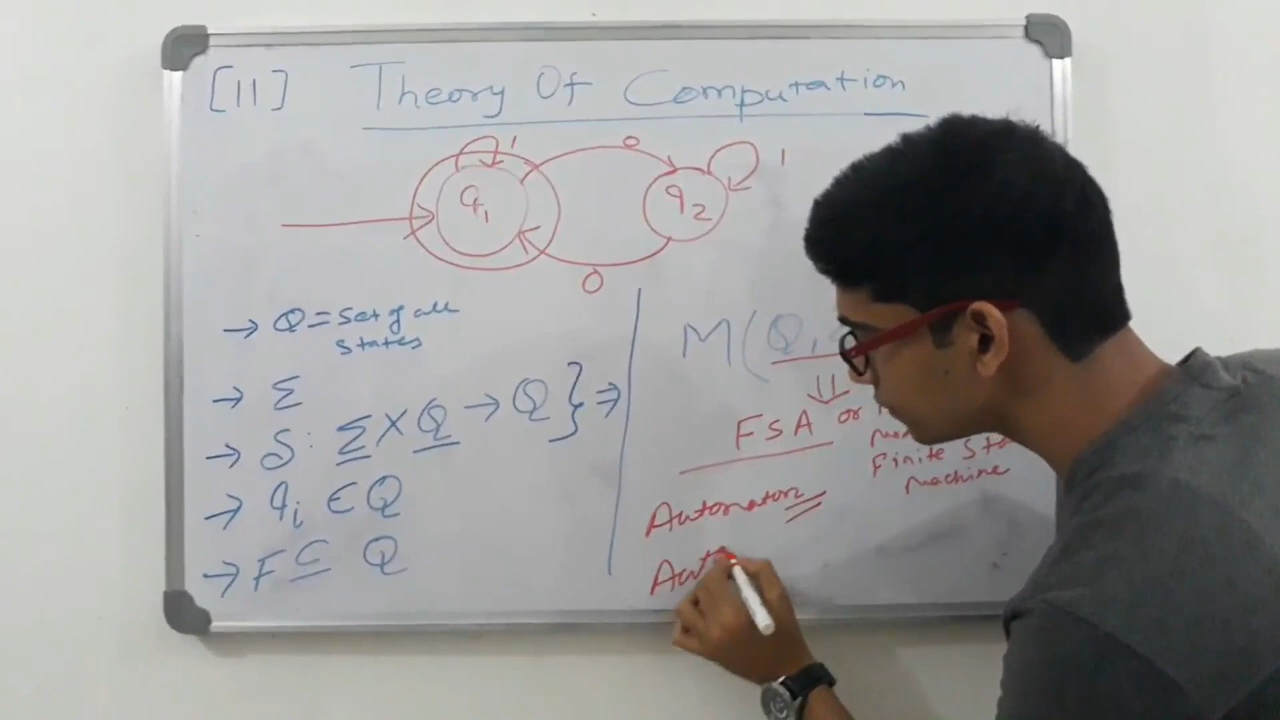 [11] Theory Of Computation
1 0 1
q1 q2
0
→ Q = Set of all
states
→ Σ
→ δ: Σ × Q → Q } ⇒
→ qi ∈ Q
→ F ⊆ Q
M(Q,
FSA or
Finite Sta
Machine
Automaton
Aut